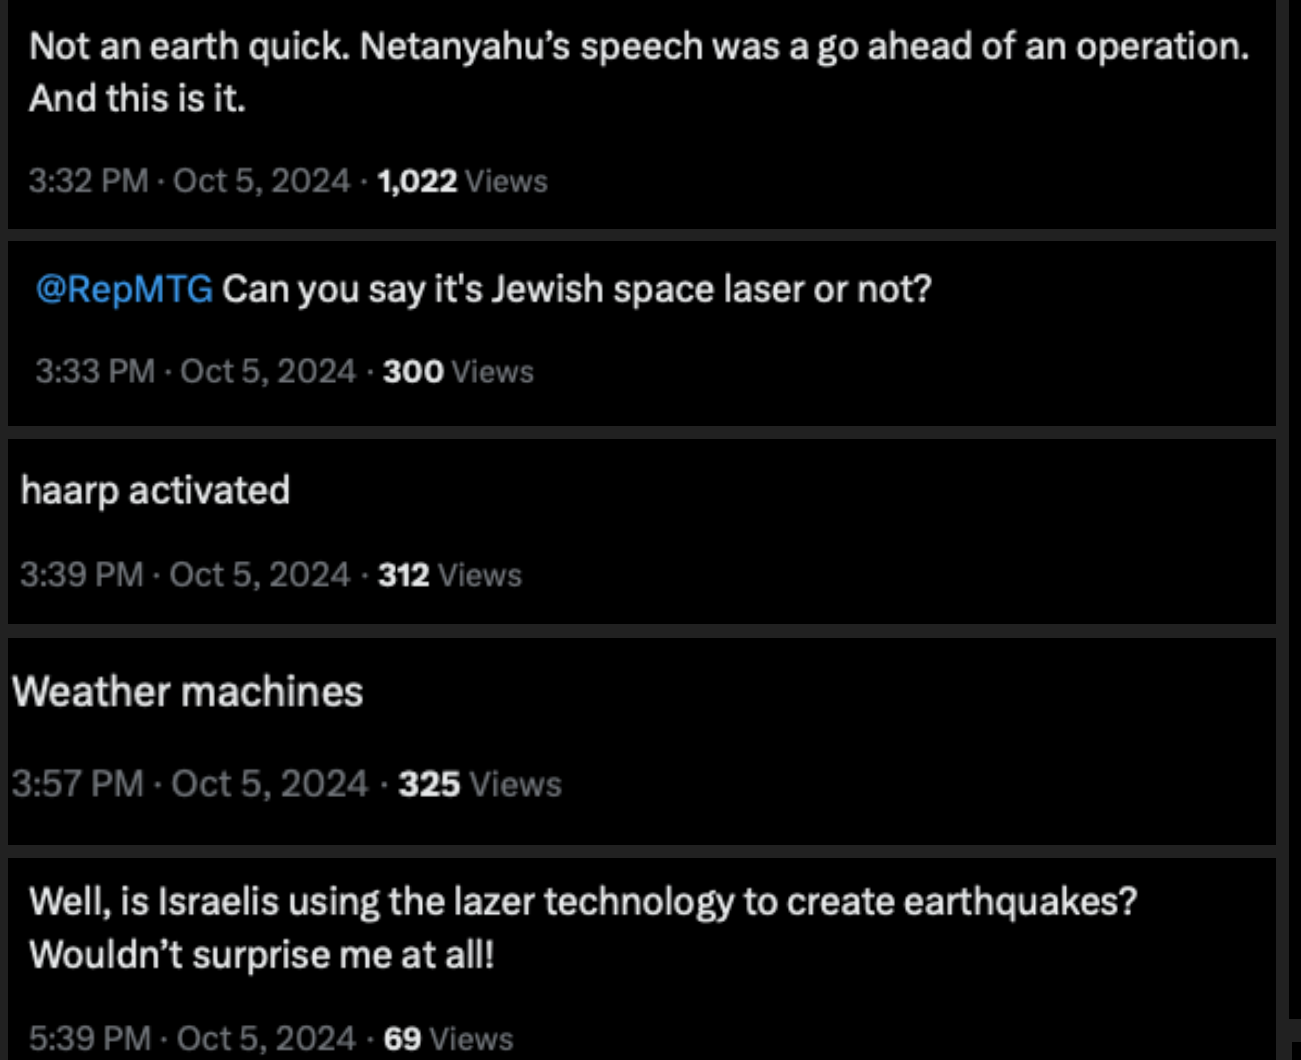 Not an earth quick. Netanyahu’s speech was a go ahead of an operation.
And this is it.
3:32 PM · Oct 5, 2024 · 1,022 Views
@RepMTG Can you say it's Jewish space laser or not?
3:33 PM · Oct 5, 2024 · 300 Views
haarp activated
3:39 PM · Oct 5, 2024 · 312 Views
Weather machines
3:57 PM · Oct 5, 2024 · 325 Views
Well, is Israelis using the lazer technology to create earthquakes?
Wouldn’t surprise me at all!
5:39 PM · Oct 5, 2024 · 69 Views